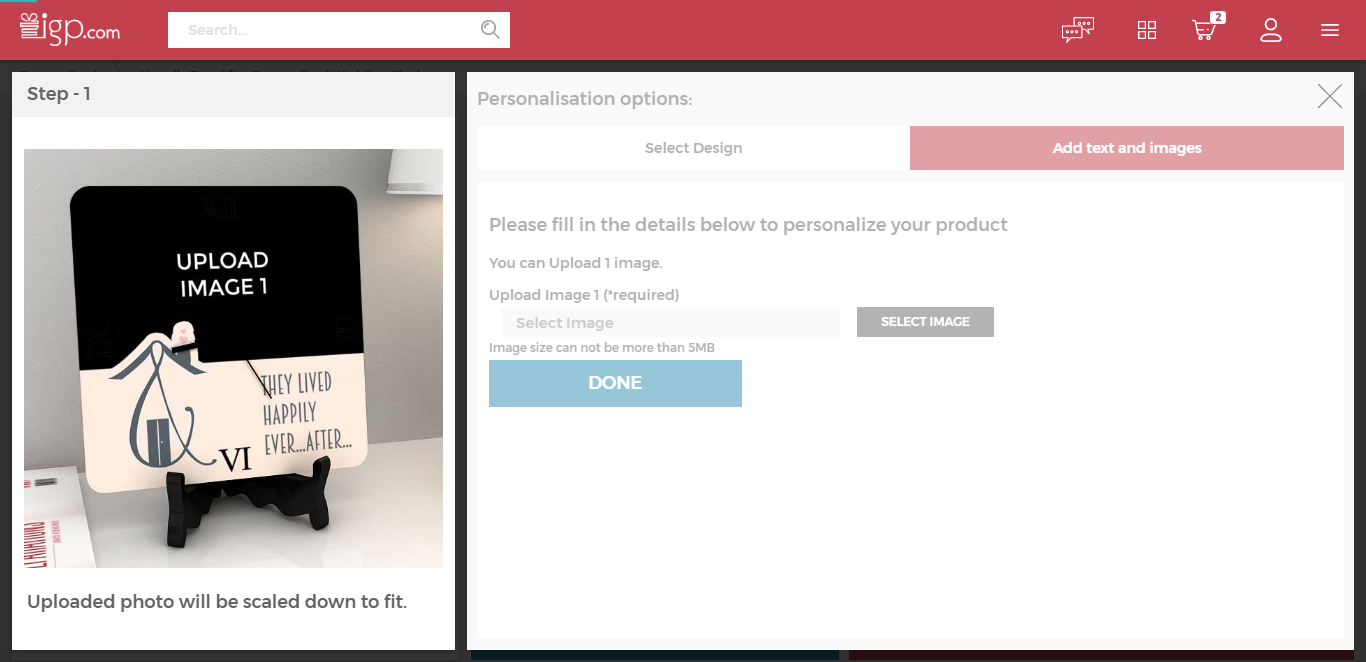 igp.com
Search...
2
Step - 1
XII
UPLOAD
IMAGE 1
III
IX
THEY LIVED
HAPPILY
EVER...AFTER...
VI
Uploaded photo will be scaled down to fit.
Personalisation options:
Select Design
Add text and images
Please fill in the details below to personalize your product
You can Upload 1 image.
Upload Image 1 (*required)
Select Image
SELECT IMAGE
Image size can not be more than 5MB
DONE